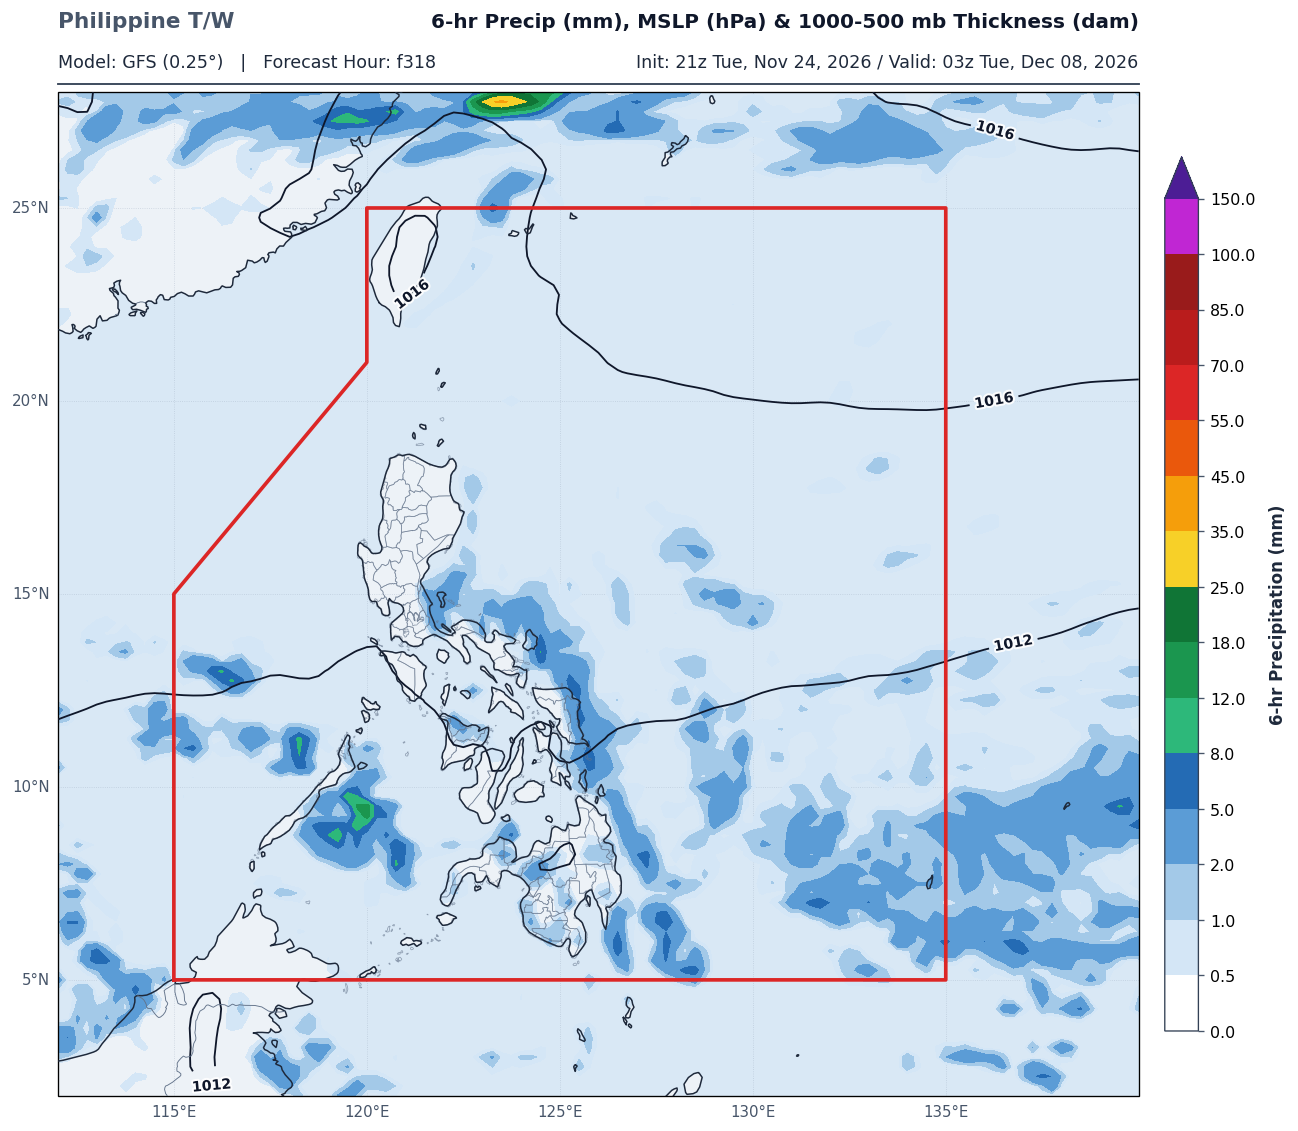 Philippine T/W
6-hr Precip (mm), MSLP (hPa) & 1000-500 mb Thickness (dam)
Model: GFS (0.25°) | Forecast Hour: f318
Init: 21z Tue, Nov 24, 2026 / Valid: 03z Tue, Dec 08, 2026
1016
1016
1016
1012
1012
25°N
20°N
15°N
10°N
5°N
115°E
120°E
125°E
130°E
135°E
150.0
100.0
85.0
70.0
55.0
45.0
35.0
25.0
18.0
12.0
8.0
5.0
2.0
1.0
0.5
0.0
6-hr Precipitation (mm)